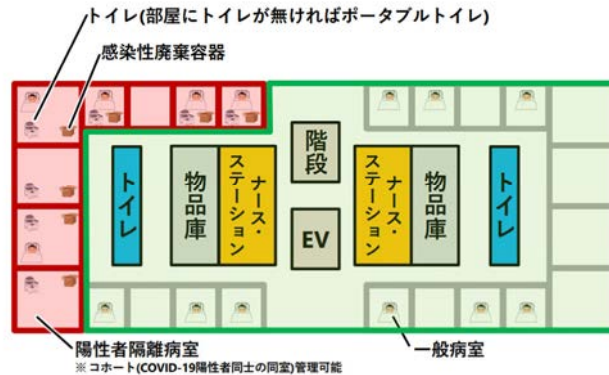 トイレ(部屋にトイレが無ければポータブルトイレ)
感染性廃棄容器
トイレ
物品庫
ナース・
ステーション
階段
EV
ナース・
ステーション
物品庫
トイレ
陽性者隔離病室
※ コホート(COVID-19陽性者同士の同室)管理可能
一般病室